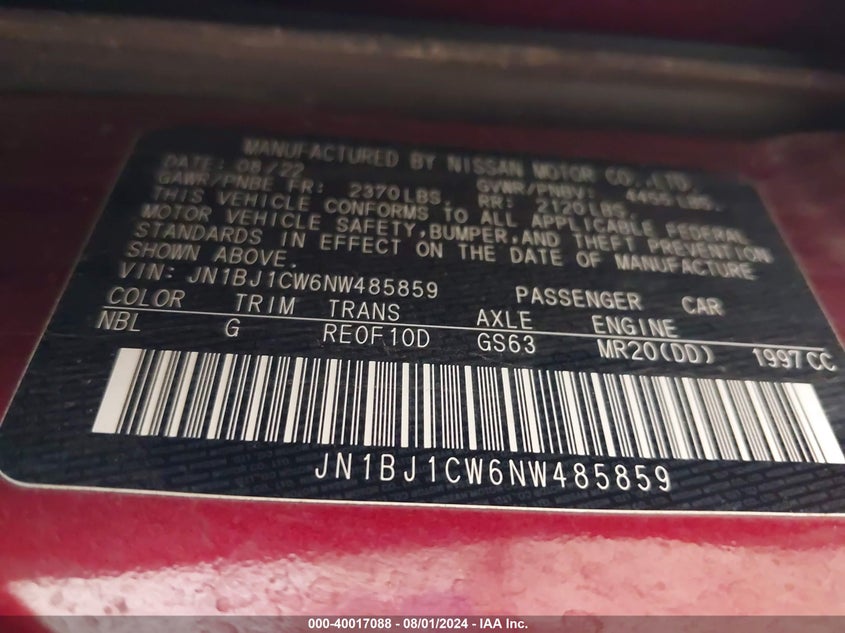 MANUFACTURED BY NISSAN MOTOR CO.,LTD.
DATE: 08/22 GVWR/PNBV: 4455 LBS.
GAWR/PNBE FR: 2370LBS. RR: 2120LBS.
THIS VEHICLE CONFORMS TO ALL APPLICABLE FEDERAL
MOTOR VEHICLE SAFETY,BUMPER,AND THEFT PREVENTION
STANDARDS IN EFFECT ON THE DATE OF MANUFACTURE
SHOWN ABOVE.
VIN: JN1BJ1CW6NW485859 PASSENGER CAR
COLOR TRIM TRANS AXLE ENGINE
NBL G RE0F10D GS63 MR20(DD) 1997CC
JN1BJ1CW6NW485859
000-40017088 - 08/01/2024 - IAA Inc.